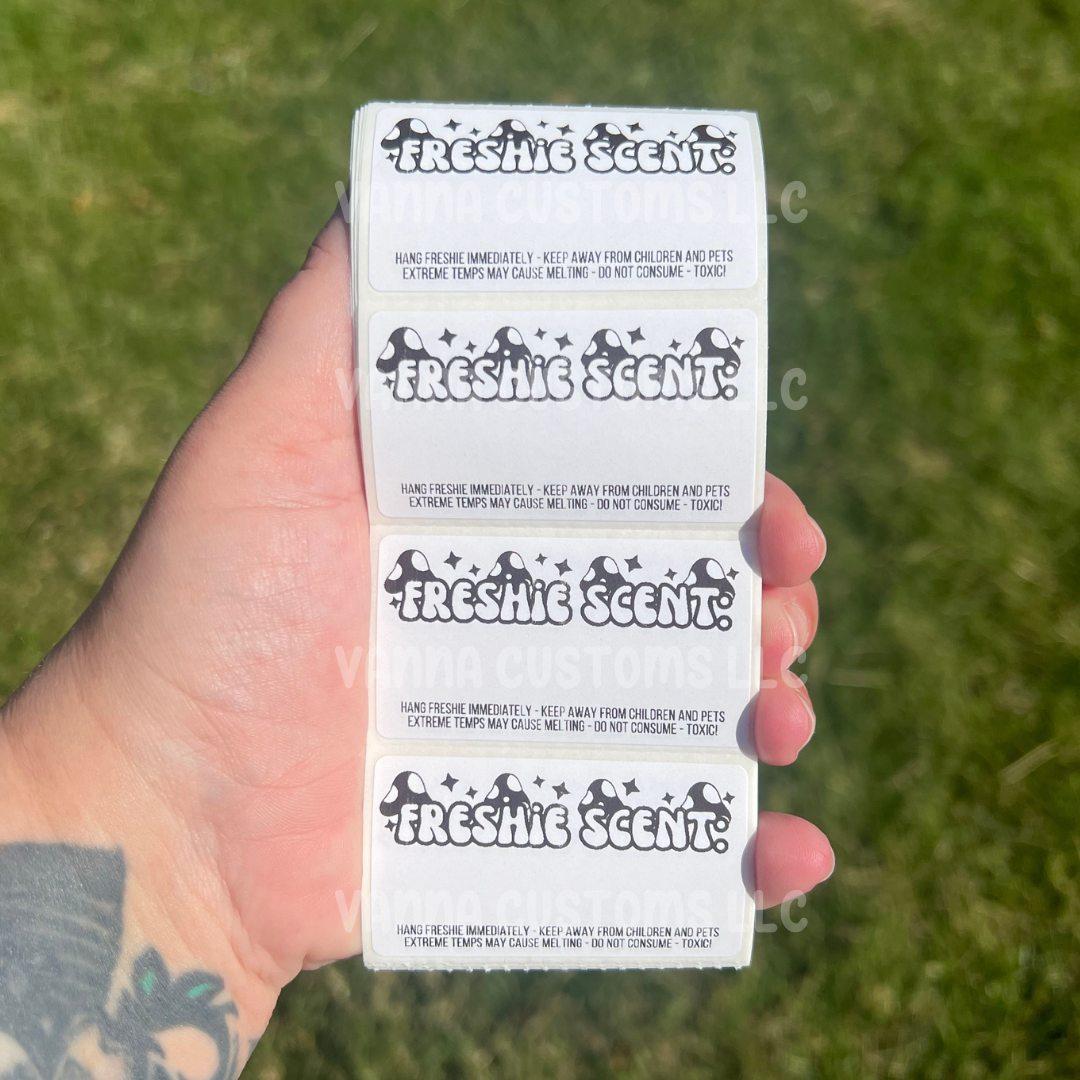 FRESHiE SCENT:
VANNA CUSTOMS LLC
HANG FRESHIE IMMEDIATELY - KEEP AWAY FROM CHILDREN AND PETS
EXTREME TEMPS MAY CAUSE MELTING - DO NOT CONSUME - TOXIC!
FRESHiE SCENT:
VANNA CUSTOMS LLC
HANG FRESHIE IMMEDIATELY - KEEP AWAY FROM CHILDREN AND PETS
EXTREME TEMPS MAY CAUSE MELTING - DO NOT CONSUME - TOXIC!
FRESHiE SCENT:
VANNA CUSTOMS LLC
HANG FRESHIE IMMEDIATELY - KEEP AWAY FROM CHILDREN AND PETS
EXTREME TEMPS MAY CAUSE MELTING - DO NOT CONSUME - TOXIC!
FRESHiE SCENT:
VANNA CUSTOMS LLC
HANG FRESHIE IMMEDIATELY - KEEP AWAY FROM CHILDREN AND PETS
EXTREME TEMPS MAY CAUSE MELTING - DO NOT CONSUME - TOXIC!